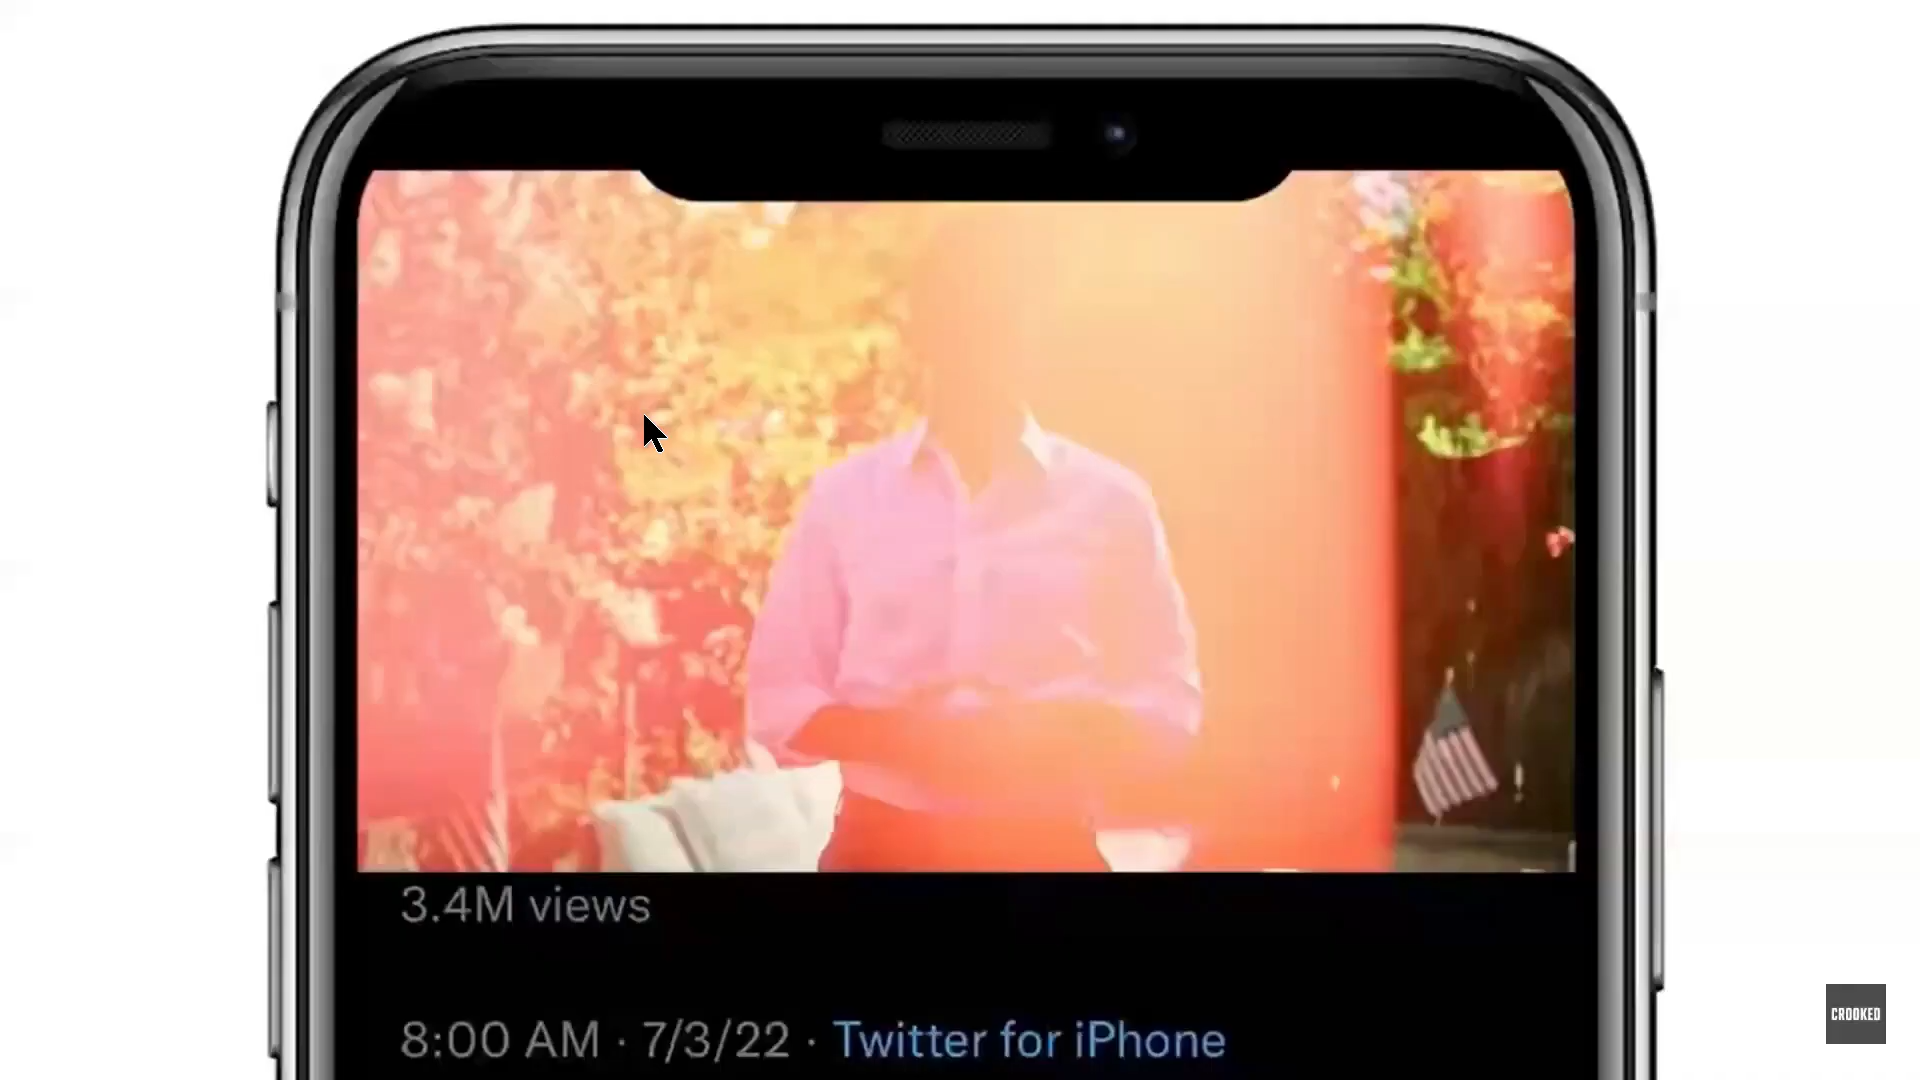 3.4M views
8:00 AM · 7/3/22 · Twitter for iPhone
CROOKED